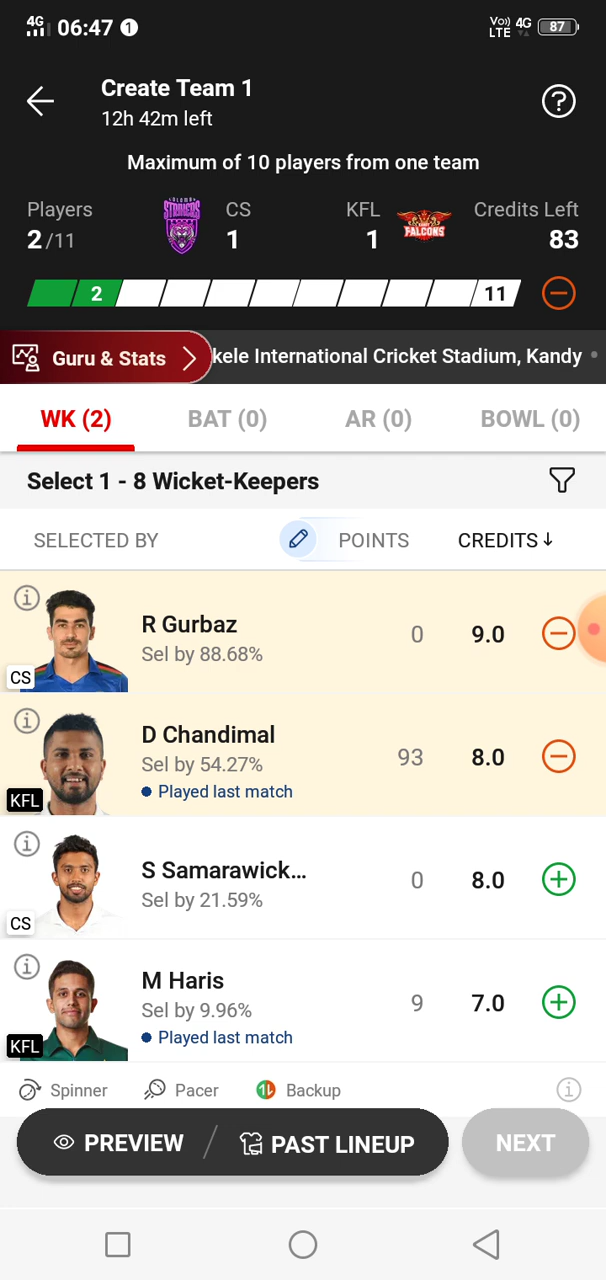 4G 06:47 1 Vo) LTE 4G 87
Create Team 1
12h 42m left
?
Maximum of 10 players from one team
Players CS KFL Credits Left
2/11 STRIKERS 1 1 FALCONS 83
2 11
Guru & Stats kele International Cricket Stadium, Kandy
WK (2) BAT (0) AR (0) BOWL (0)
Select 1 - 8 Wicket-Keepers
SELECTED BY POINTS CREDITS↓
R Gurbaz
Sel by 88.68%
0 9.0
CS
D Chandimal
Sel by 54.27%
93 8.0
Played last match
KFL
S Samarawick...
Sel by 21.59%
0 8.0
CS
M Haris
Sel by 9.96%
9 7.0
Played last match
KFL
Spinner Pacer Backup
PREVIEW / PAST LINEUP NEXT